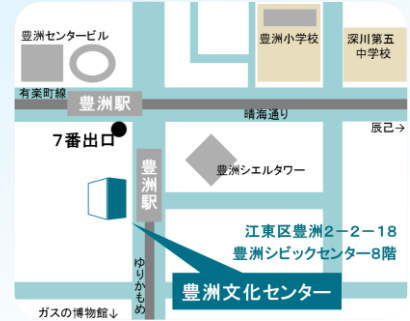 豊洲センタービル
豊洲小学校
深川第五
中学校
有楽町線
豊洲駅
晴海通り
辰己→
7番出口
豊洲駅
豊洲シエルタワー
江東区豊洲2-2-18
豊洲シビックセンター8階
ゆりかもめ
豊洲文化センター
ガスの博物館↓